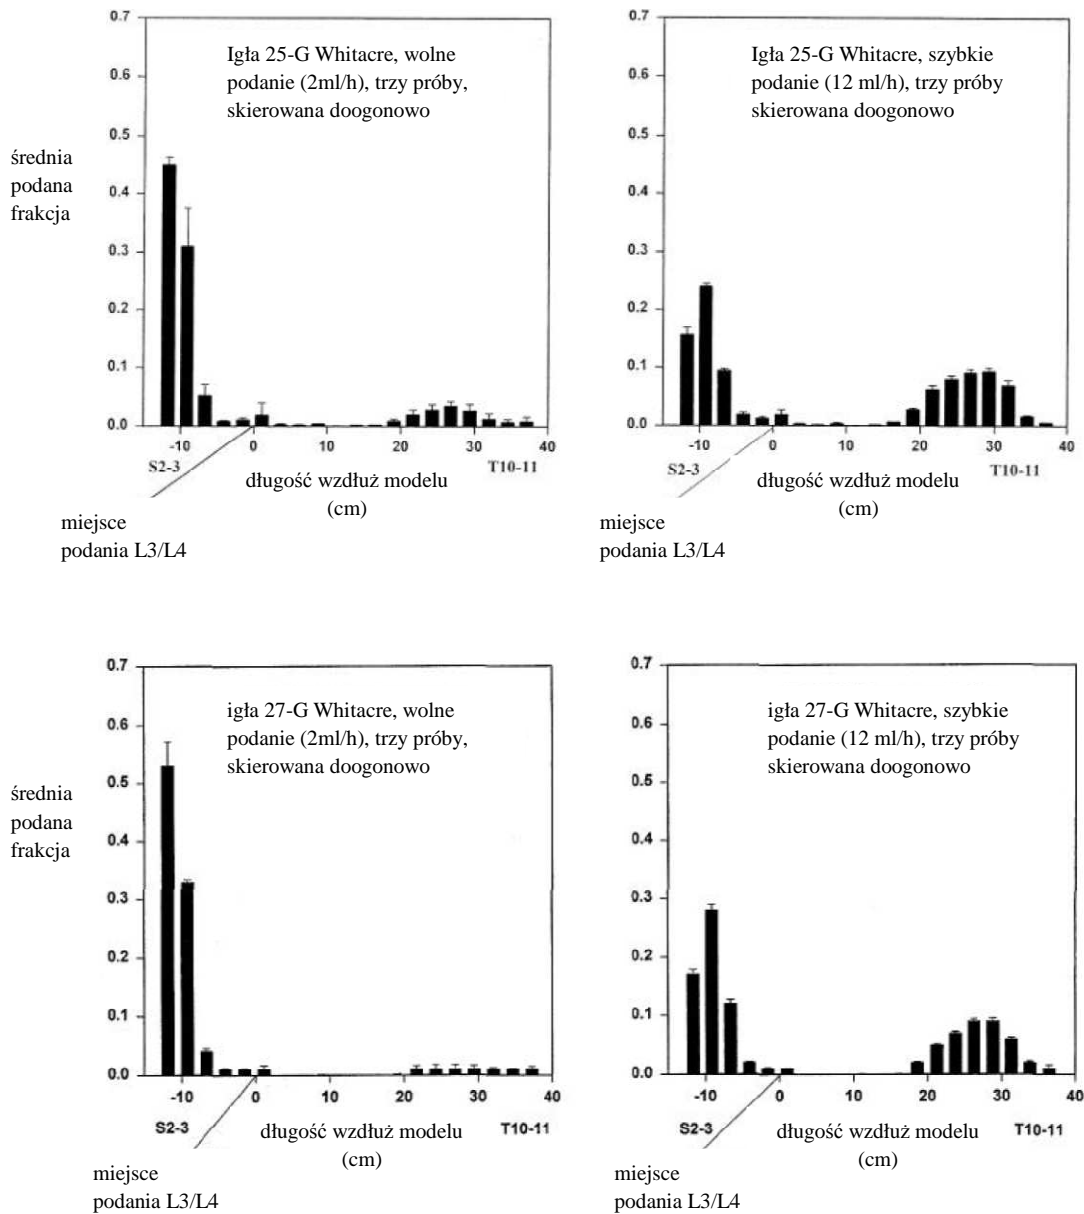 0.7
0.6
0.5
0.4
0.3
0.2
0.1
0.0
Igła 25-G Whitacre, wolne
podanie (2ml/h), trzy próby,
skierowana doogonowo
średnia
podana
frakcja
-10
0
10
20
30
40
S2-3
T10-11
długość wzdłuż modelu
(cm)
miejsce
podania L3/L4
0.7
0.6
0.5
0.4
0.3
0.2
0.1
0.0
Igła 25-G Whitacre, szybkie
podanie (12 ml/h), trzy próby
skierowana doogonowo
-10
0
10
20
30
40
S2-3
T10-11
długość wzdłuż modelu
(cm)
miejsce
podania L3/L4
0.7
0.6
0.5
0.4
0.3
0.2
0.1
0.0
igła 27-G Whitacre, wolne
podanie (2ml/h), trzy próby,
skierowana doogonowo
średnia
podana
frakcja
-10
0
10
20
30
40
S2-3
T10-11
długość wzdłuż modelu
(cm)
miejsce
podania L3/L4
0.7
0.6
0.5
0.4
0.3
0.2
0.1
0.0
igła 27-G Whitacre, szybkie
podanie (12 ml/h), trzy próby
skierowana doogonowo
-10
0
10
20
30
40
S2-3
T10-11
długość wzdłuż modelu
(cm)
miejsce
podania L3/L4